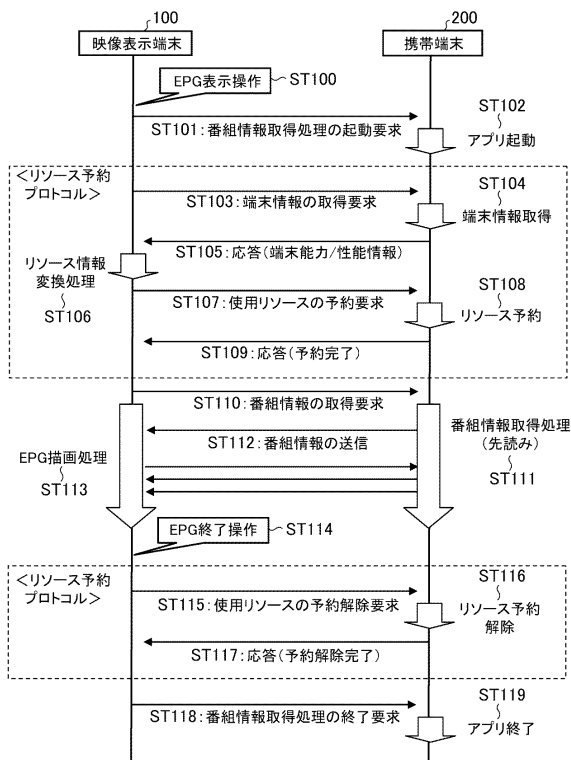 100
200
映像表示端末
携帯端末
EPG表示操作
ST100
ST101：番組情報取得処理の起動要求
ST102
アプリ起動
＜リソース予約
プロトコル＞
ST103：端末情報の取得要求
ST104
端末情報取得
ST105：応答（端末能力/性能情報）
リソース情報
変換処理
ST106
ST107：使用リソースの予約要求
ST108
リソース予約
ST109：応答（予約完了）
ST110：番組情報の取得要求
ST112：番組情報の送信
番組情報取得処理
（先読み）
ST111
EPG描画処理
ST113
EPG終了操作
ST114
＜リソース予約
プロトコル＞
ST115：使用リソースの予約解除要求
ST116
リソース予約
解除
ST117：応答（予約解除完了）
ST118：番組情報取得処理の終了要求
ST119
アプリ終了